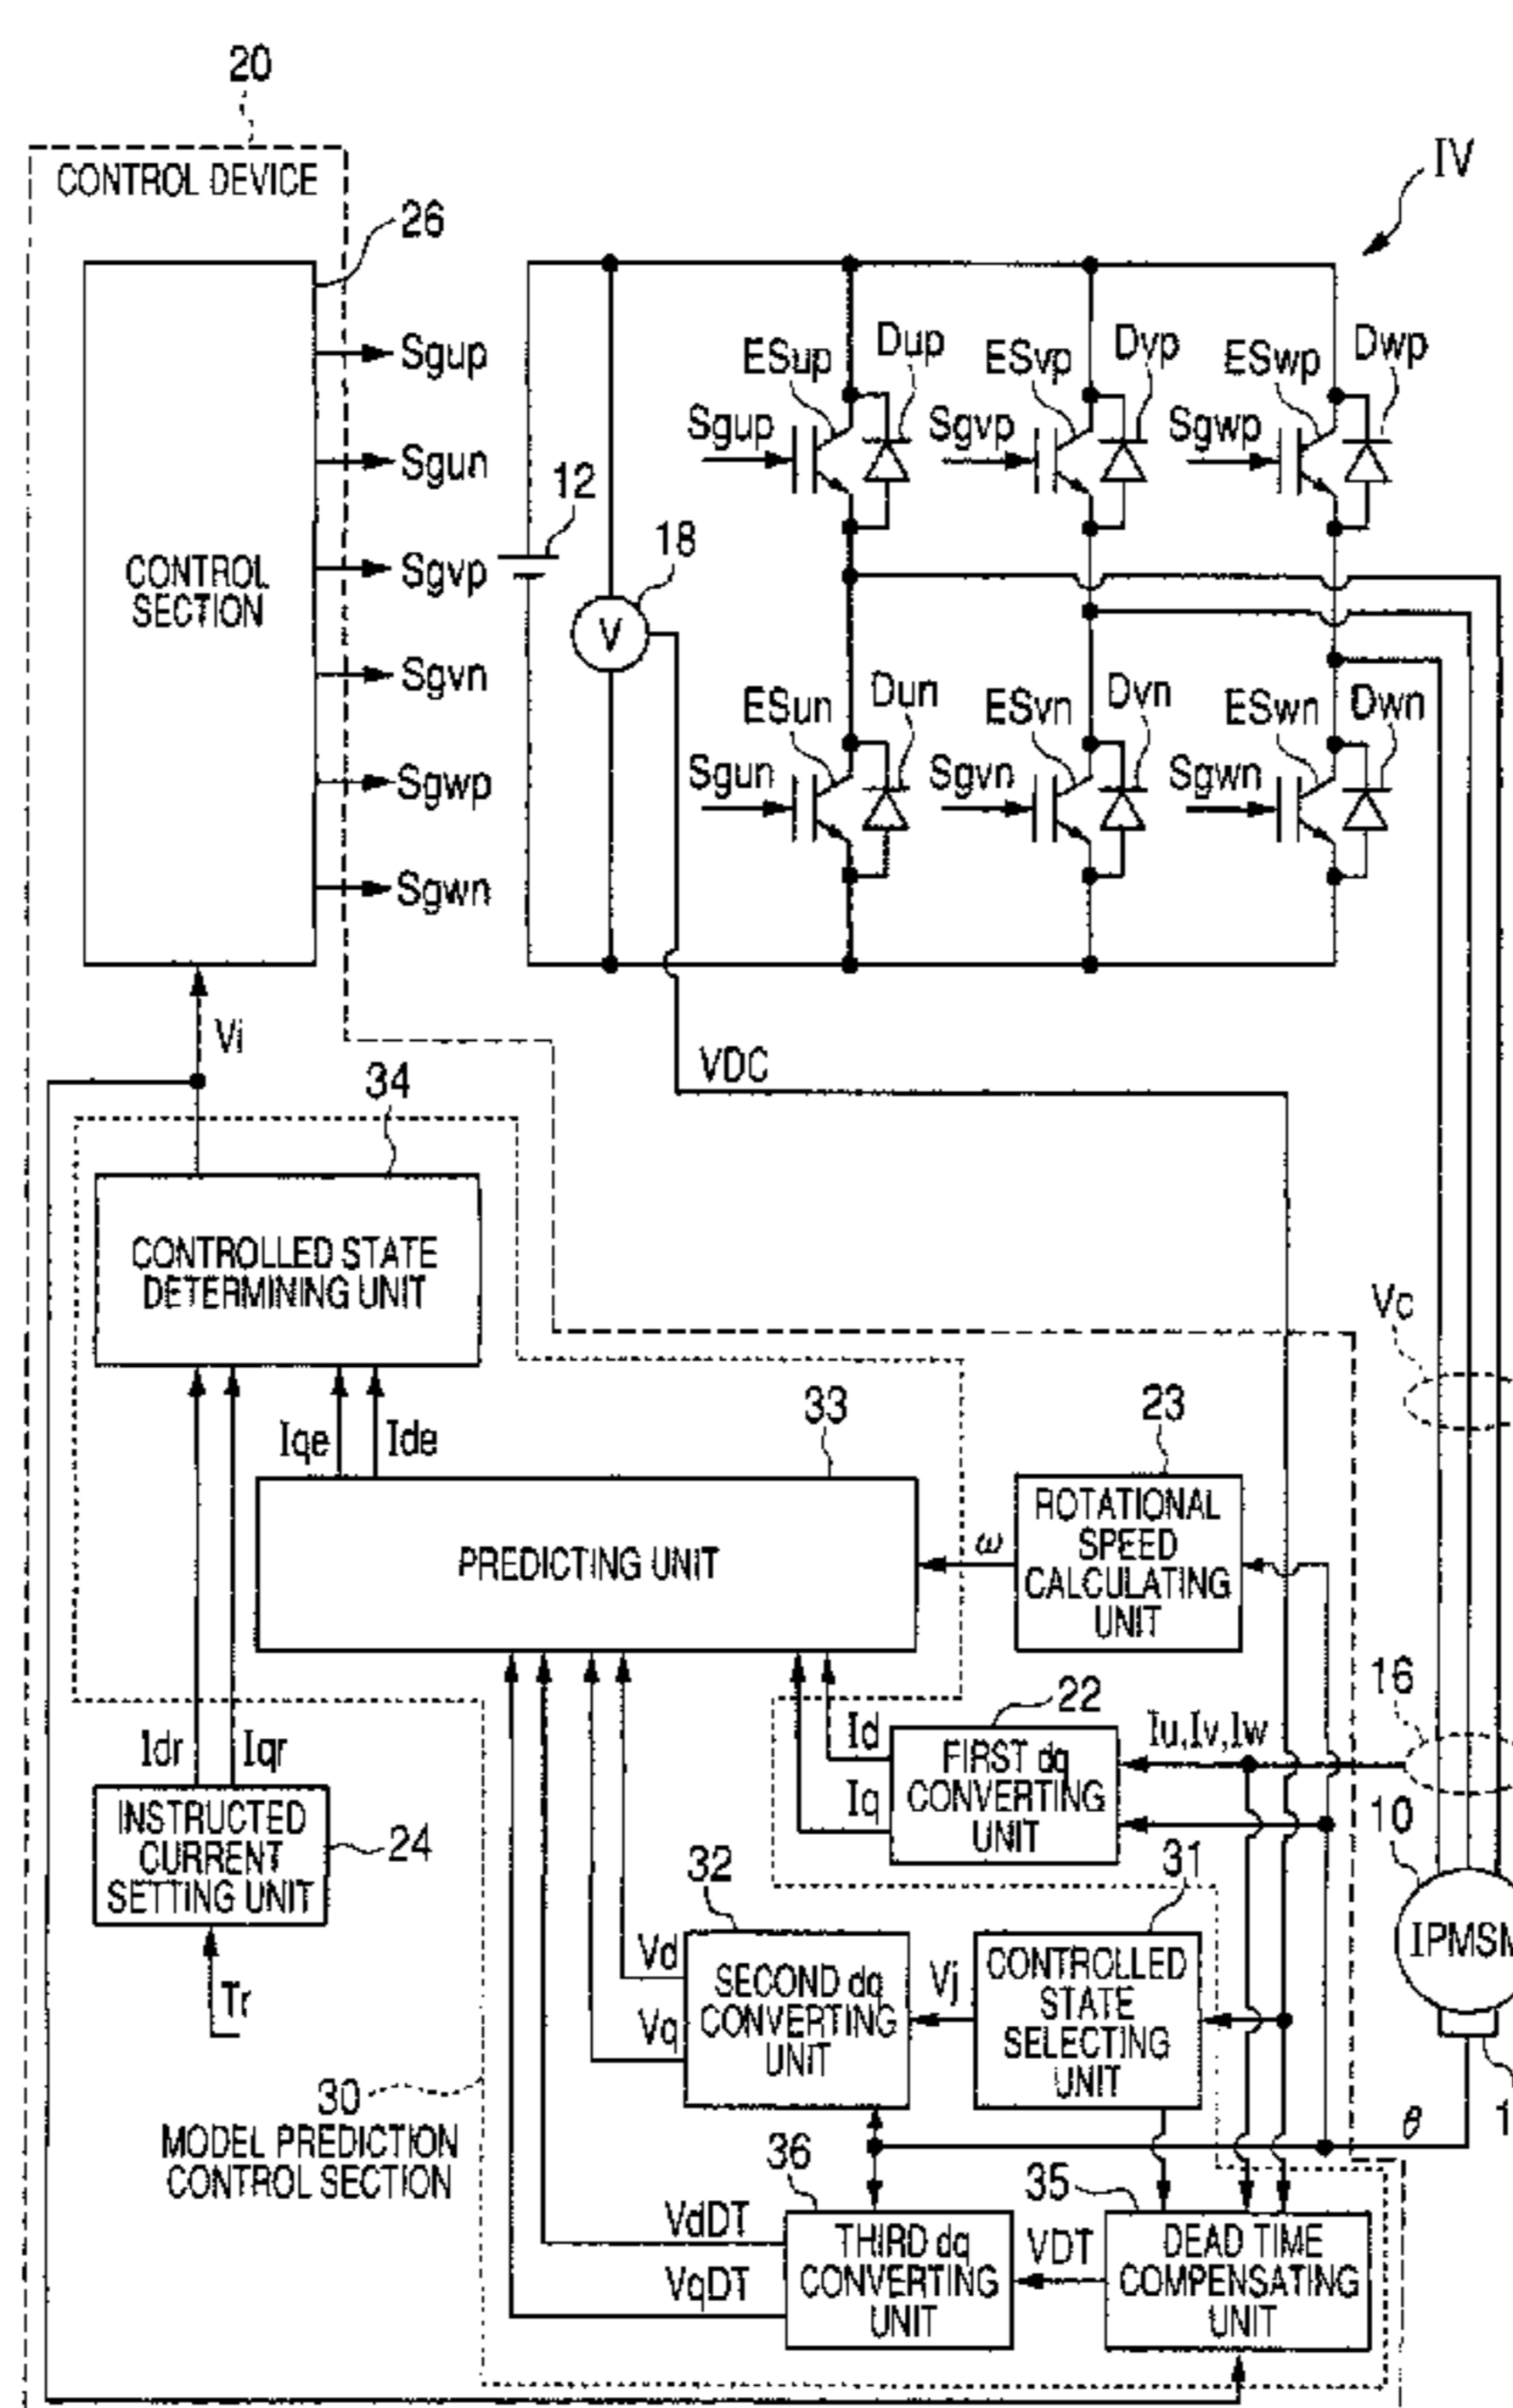 20
CONTROL DEVICE
26
IV
CONTROL
SECTION
Sgup
Sgun
Sgvp
Sgvn
Sgwp
Sgwn
12
18
V
ESup
Dup
ESvp
Dvp
ESwp
Dwp
Sgup
Sgvp
Sgwp
ESun
Dun
ESvn
Dvn
ESwn
Dwn
Sgun
Sgvn
Sgwn
Vi
VDC
34
CONTROLLED STATE
DETERMINING UNIT
Vc
Iqe
Ide
33
23
PREDICTING UNIT
ω
ROTATIONAL
SPEED
CALCULATING
UNIT
16
22
Idr
Iqr
Id
Iq
FIRST dq
CONVERTING
UNIT
Iu,Iv,Iw
INSTRUCTED
CURRENT
SETTING UNIT
24
10
IPMSM
Tr
32
31
Vd
Vq
SECOND dq
CONVERTING
UNIT
Vj
CONTROLLED
STATE
SELECTING
UNIT
1
θ
30
MODEL PREDICTION
CONTROL SECTION
36
35
VdDT
VqDT
THIRD dq
CONVERTING
UNIT
VDT
DEAD TIME
COMPENSATING
UNIT